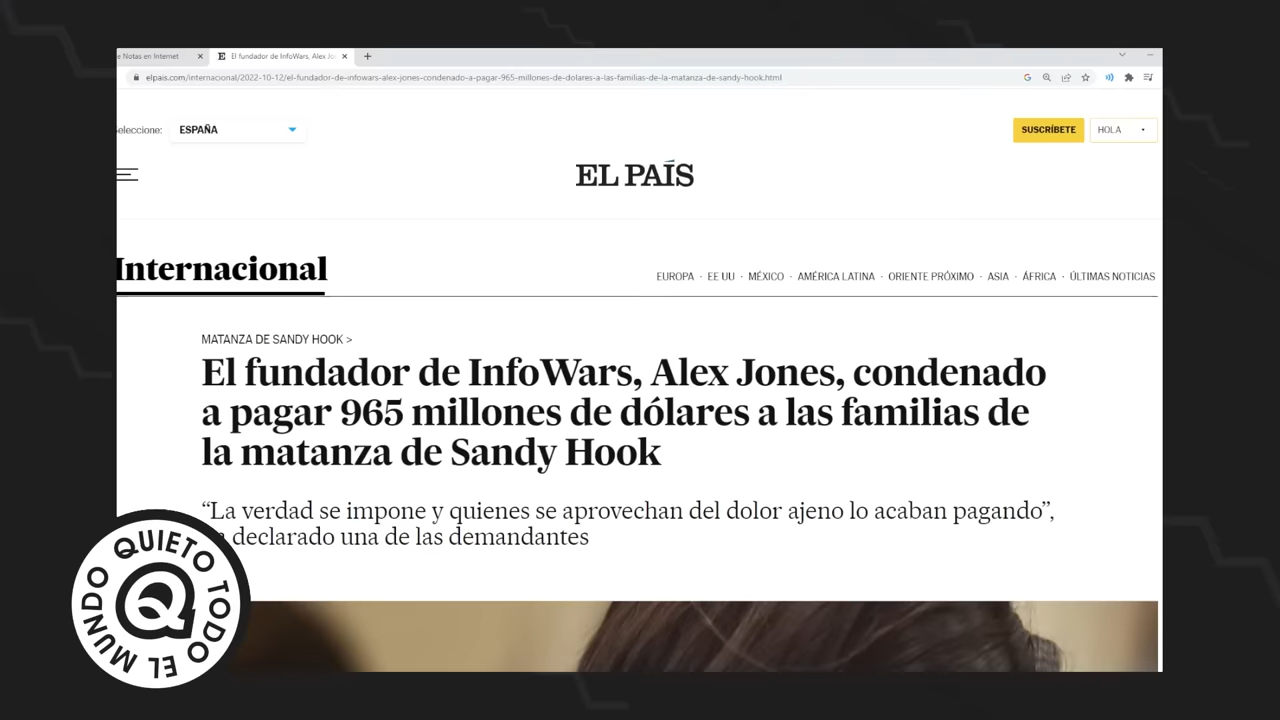 e Notas en Internet
El fundador de InfoWars, Alex Jo
elpais.com/internacional/2022-10-12/el-fundador-de-infowars-alex-jones-condenado-a-pagar-965-millones-de-dolares-a-las-familias-de-la-matanza-de-sandy-hook.html
eleccione: ESPAÑA
SUSCRÍBETE HOLA
EL PAÍS
Internacional
EUROPA · EE UU · MÉXICO · AMÉRICA LATINA · ORIENTE PRÓXIMO · ASIA · ÁFRICA · ÚLTIMAS NOTICIAS
MATANZA DE SANDY HOOK >
El fundador de InfoWars, Alex Jones, condenado
a pagar 965 millones de dólares a las familias de
la matanza de Sandy Hook
“La verdad se impone y quienes se aprovechan del dolor ajeno lo acaban pagando”,
declarado una de las demandantes
QUIETO TODO EL MUNDO
Q